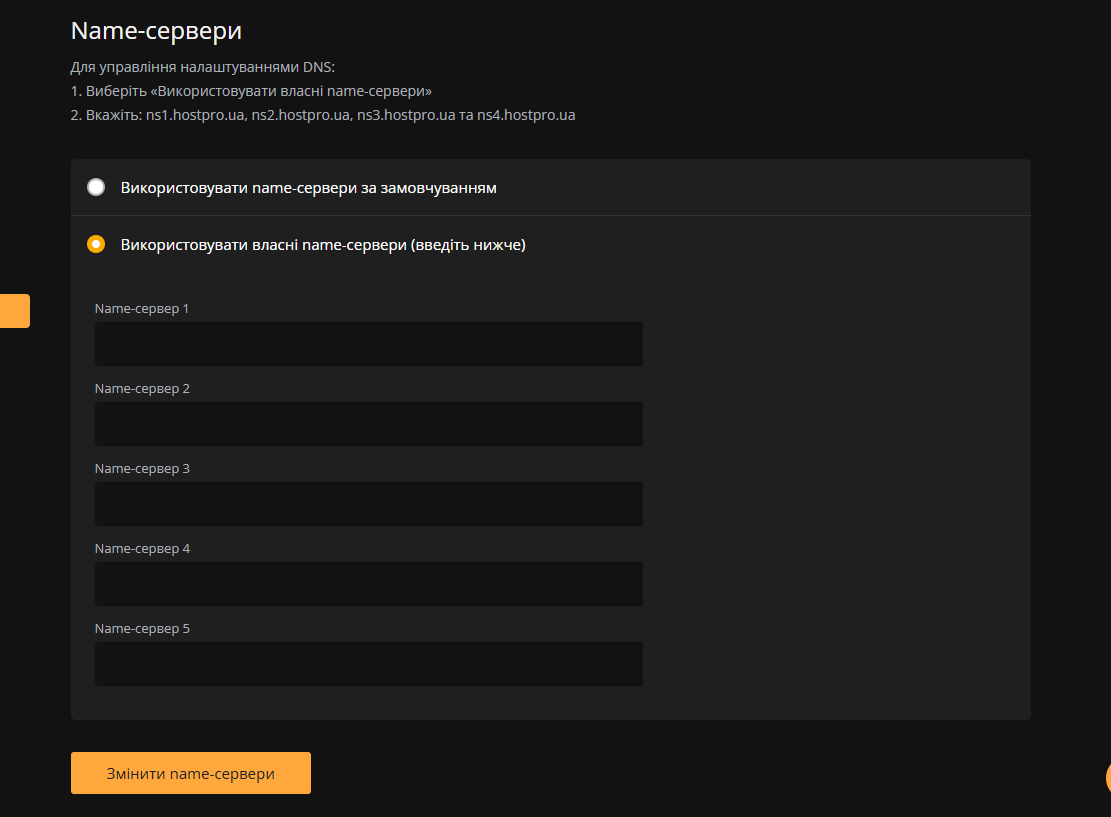 Name-сервери
Для управління налаштуваннями DNS:
1. Виберіть «Використовувати власні name-сервери»
2. Вкажіть: ns1.hostpro.ua, ns2.hostpro.ua, ns3.hostpro.ua та ns4.hostpro.ua
Використовувати name-сервери за замовчуванням
Використовувати власні name-сервери (введіть нижче)
Name-сервер 1
Name-сервер 2
Name-сервер 3
Name-сервер 4
Name-сервер 5
Змінити name-сервери